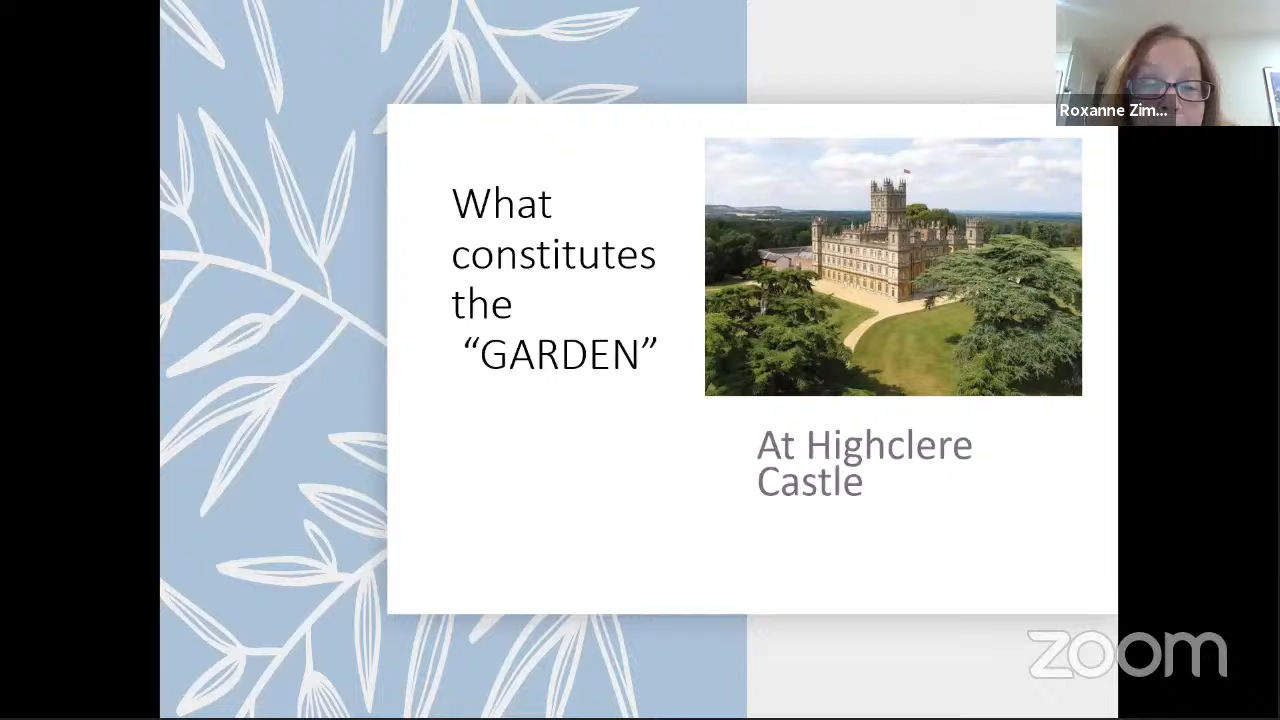 Roxanne Zim...
What
constitutes
the
“GARDEN”
At Highclere
Castle
zoom